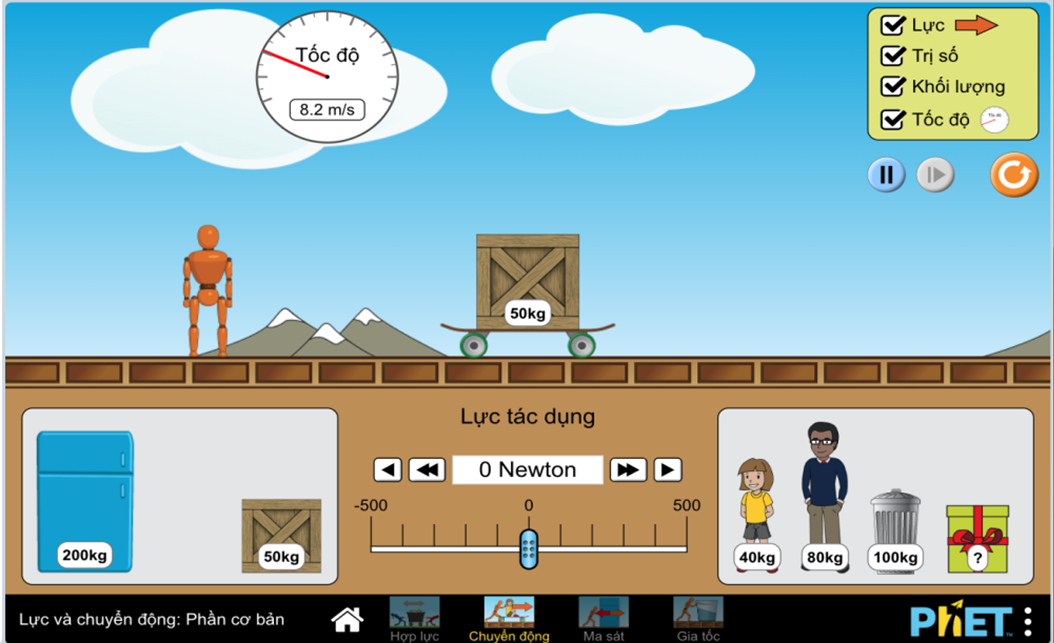 Tốc độ
8.2 m/s
Lực
Trị số
Khối lượng
Tốc độ
50kg
Lực tác dụng
0 Newton
-500 0 500
200kg
50kg
40kg
80kg
100kg
?
Lực và chuyển động: Phần cơ bản
Hợp lực
Chuyển động
Ma sát
Gia tốc
PhET